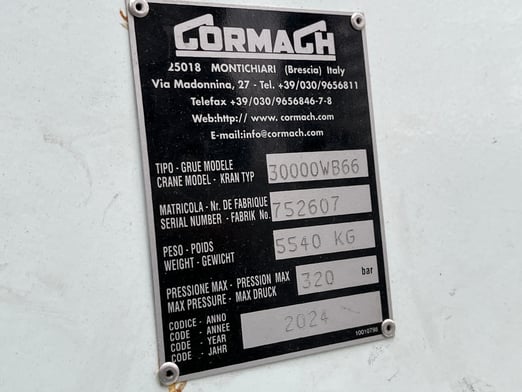 CORMACH
25018 MONTICHIARI (Brescia) Italy
Via Madonnina, 27 - Tel. +39/030/9656811
Telefax +39/030/9656846-7-8
Web:http// www. cormach.com
E-mail:info@cormach.com
TIPO - GRUE MODELE
CRANE MODEL - KRAN TYP
30000WB66
MATRICOLA - Nr. DE FABRIQUE
SERIAL NUMBER - FABRIK No.
752607
PESO - POIDS
WEIGHT - GEWICHT
5540 KG
PRESSIONE MAX - PRESSION MAX
MAX PRESSURE - MAX DRUCK
320 bar
CODICE - ANNO
CODE - ANNEE
CODE - YEAR
CODE - JAHR
2024
10010798